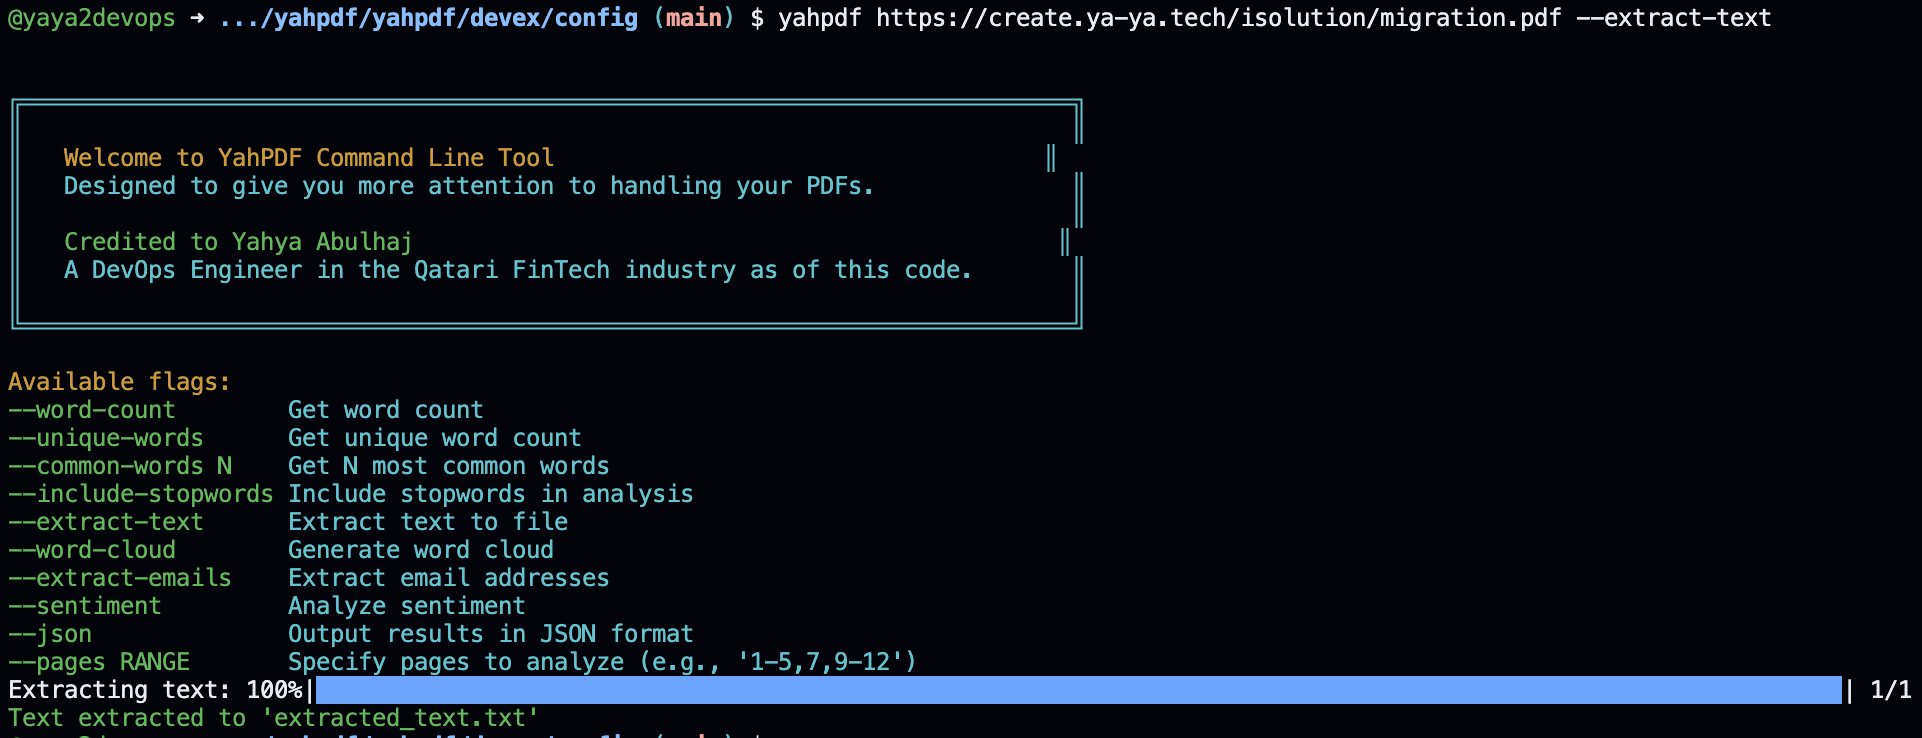 @yaya2devops ➜ .../yahpdf/yahpdf/devex/config (main) $ yahpdf https://create.ya-ya.tech/isolution/migration.pdf --extract-text
Welcome to YahPDF Command Line Tool
Designed to give you more attention to handling your PDFs.
Credited to Yahya Abulhaj
A DevOps Engineer in the Qatari FinTech industry as of this code.
Available flags:
--word-count Get word count
--unique-words Get unique word count
--common-words N Get N most common words
--include-stopwords Include stopwords in analysis
--extract-text Extract text to file
--word-cloud Generate word cloud
--extract-emails Extract email addresses
--sentiment Analyze sentiment
--json Output results in JSON format
--pages RANGE Specify pages to analyze (e.g., '1-5,7,9-12')
Extracting text: 100%| | 1/1
Text extracted to 'extracted_text.txt'